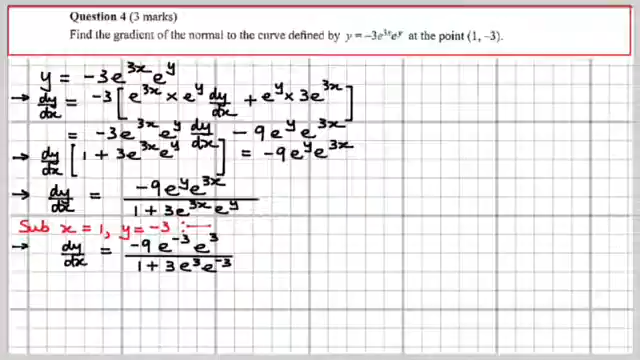 Question 4 (3 marks)
Find the gradient of the normal to the curve defined by y = −3e^{3x}e^{y} at the point (1, −3).
y = -3e^{3x} e^{y}
→ dy/dx = -3 [ e^{3x} × e^{y} dy/dx + e^{y} × 3e^{3x} ]
= -3e^{3x} e^{y} dy/dx - 9e^{y} e^{3x}
→ dy/dx [ 1 + 3e^{3x} e^{y} ] = -9e^{y} e^{3x}
→ dy/dx = -9e^{y} e^{3x} / 1 + 3e^{3x} e^{y}
Sub x = 1, y = -3 :—
→ dy/dx = -9 e^{-3} e^{3} / 1 + 3 e^{3} e^{-3}